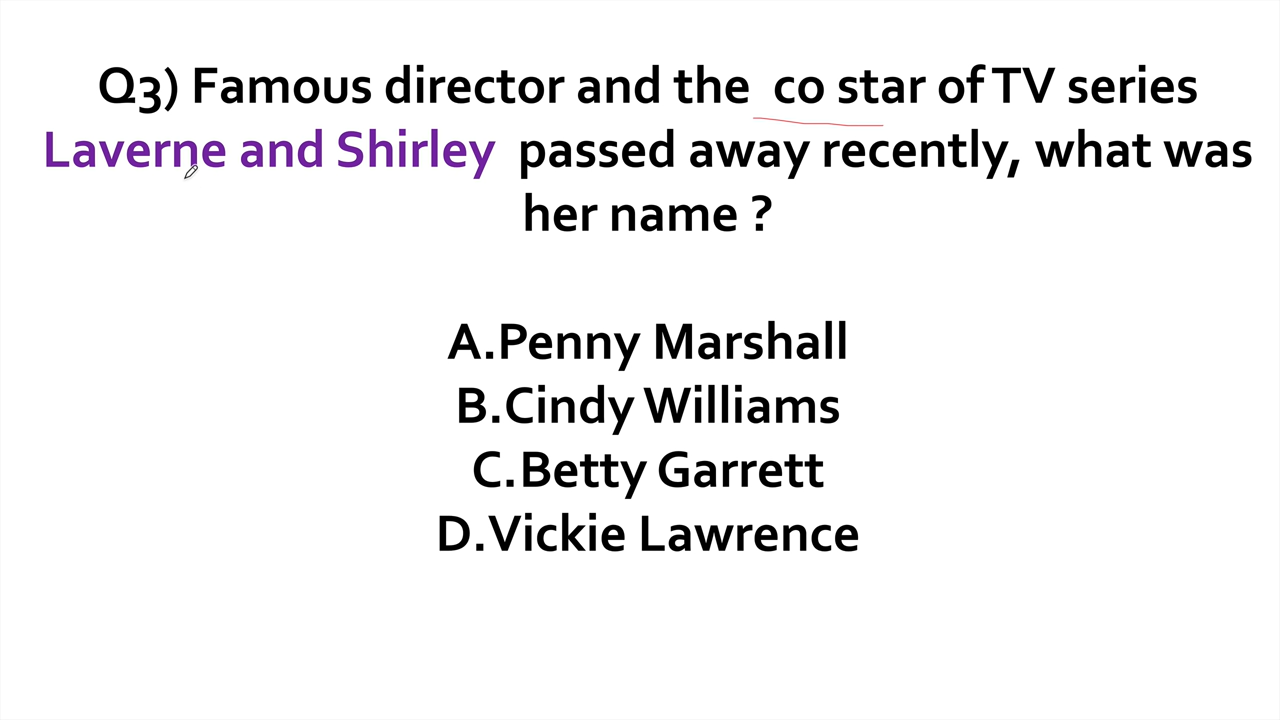 Q3) Famous director and the co star of TV series
Laverne and Shirley passed away recently, what was
her name ?
A.Penny Marshall
B.Cindy Williams
C.Betty Garrett
D.Vickie Lawrence